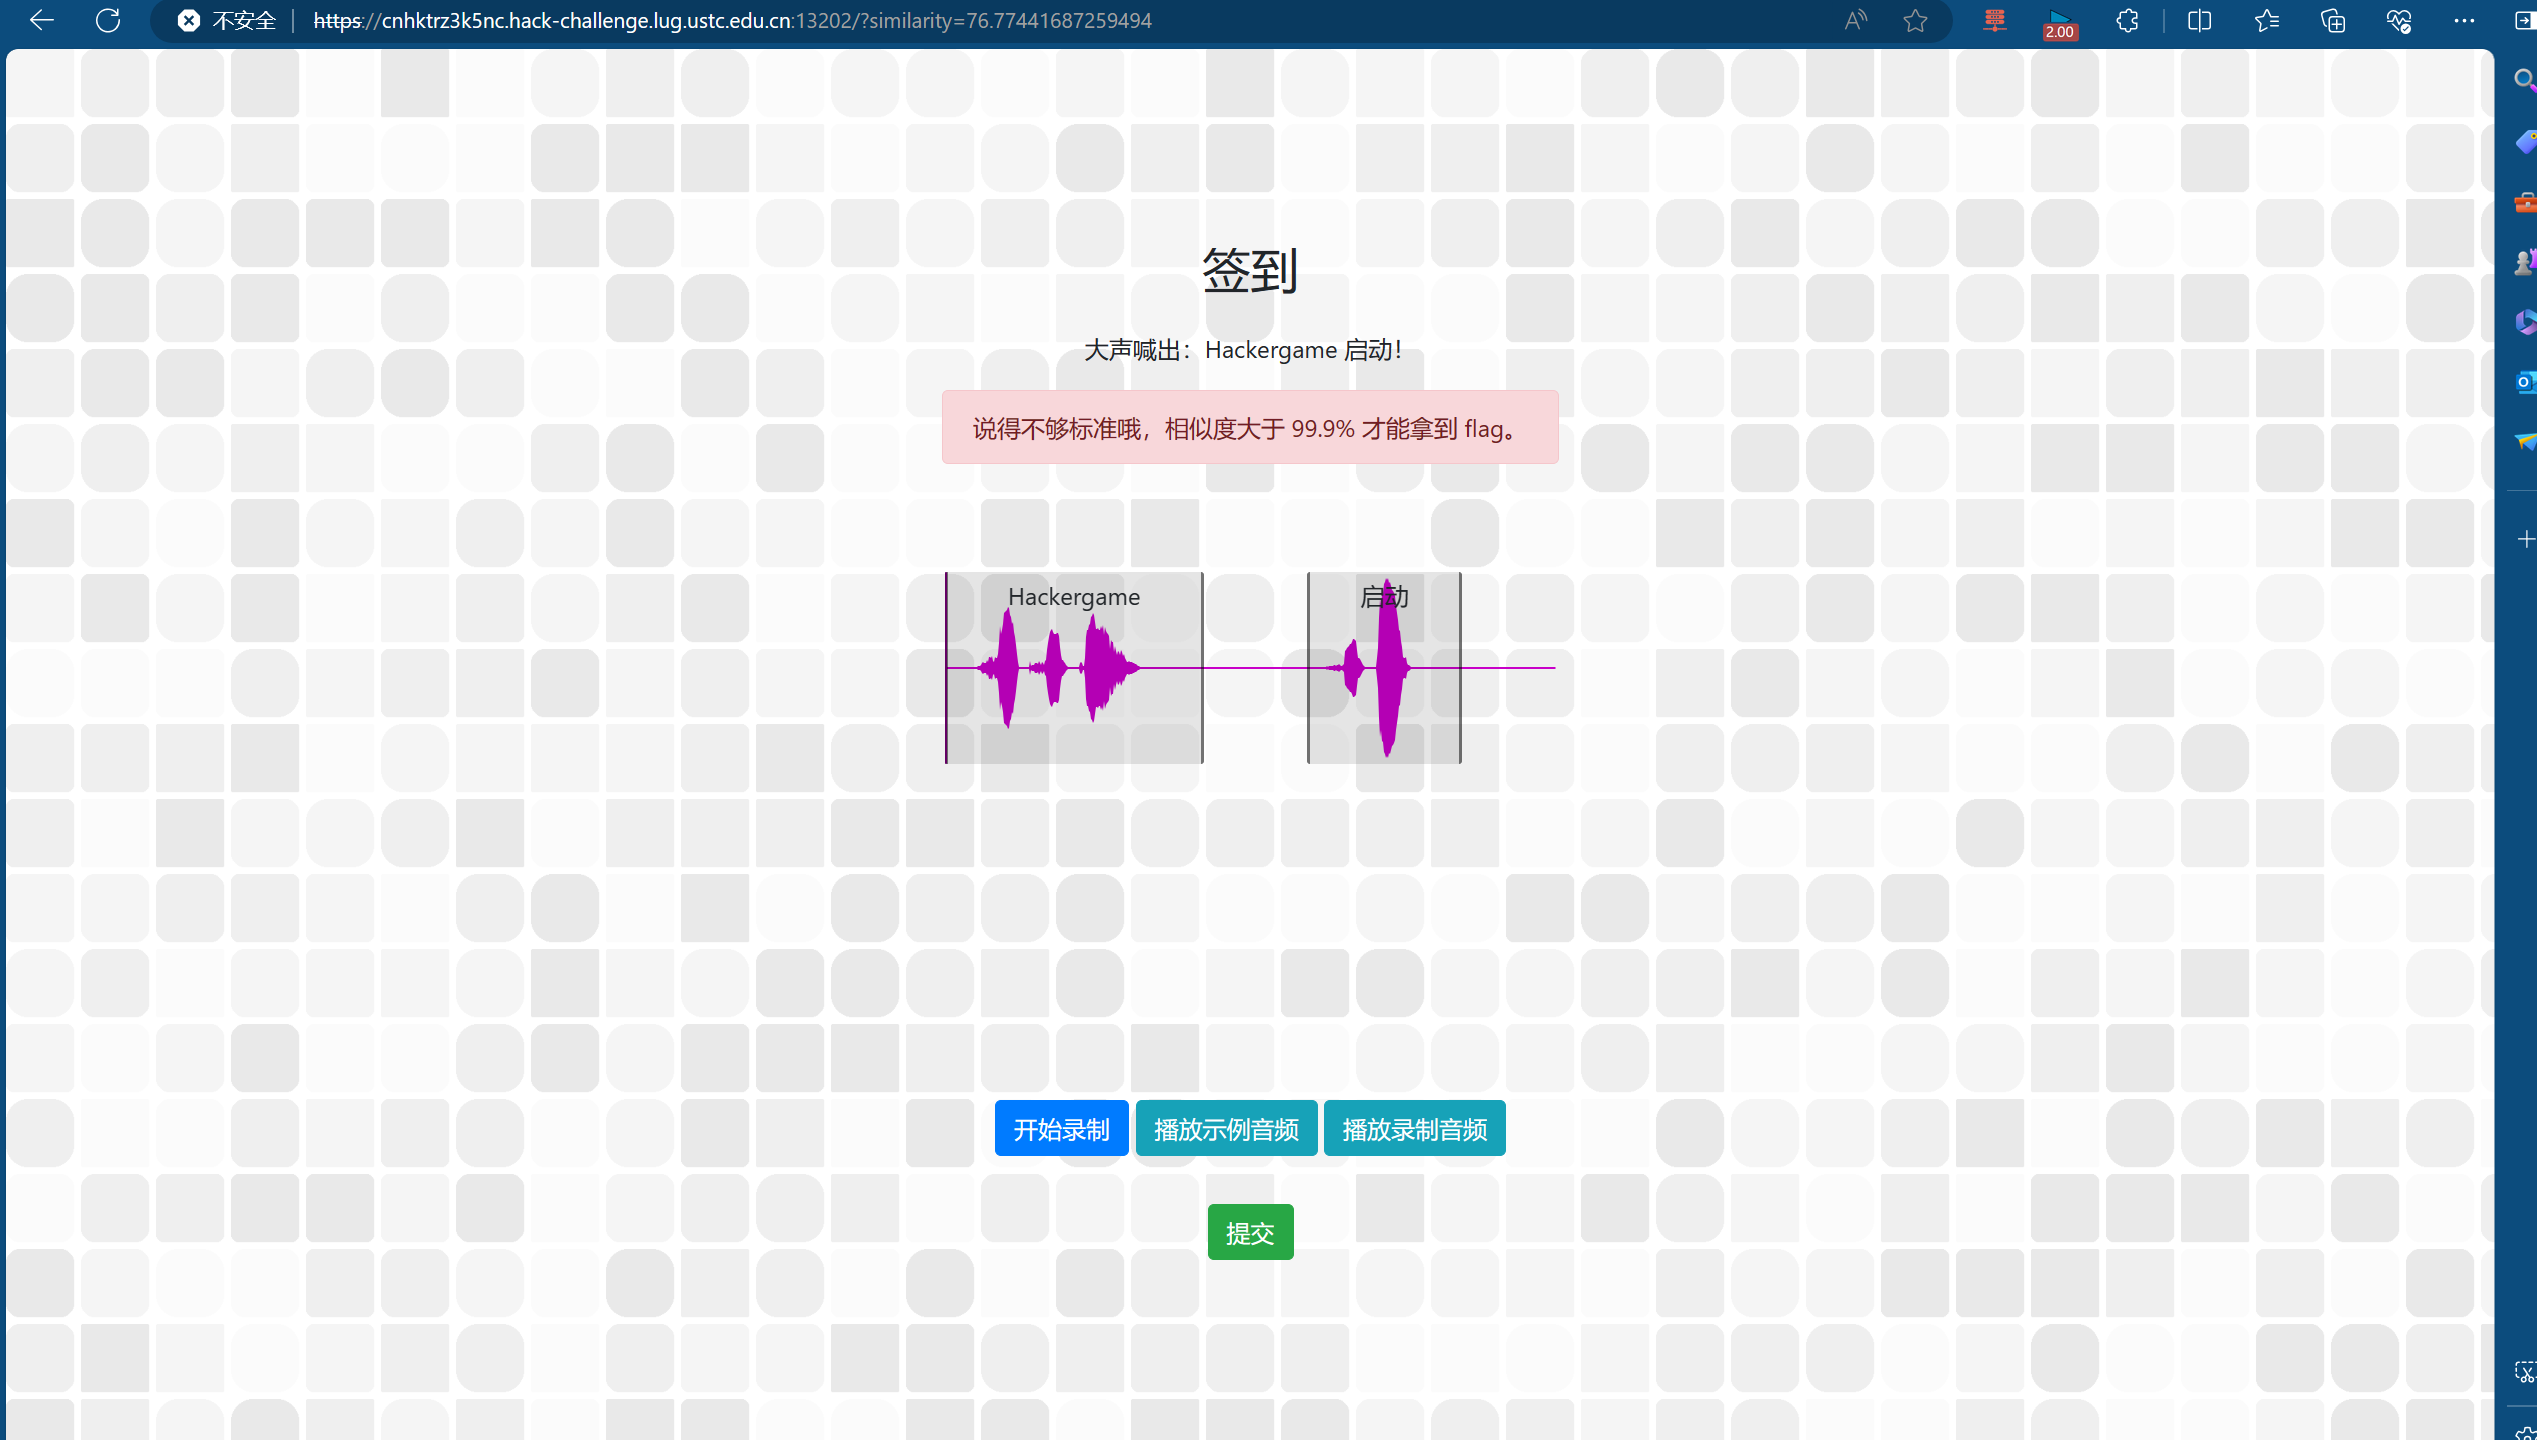 不安全 https://cnhktrz3k5nc.hack-challenge.lug.ustc.edu.cn:13202/?similarity=76.77441687259494
2.00
签到
大声喊出：Hackergame 启动！
说得不够标准哦，相似度大于 99.9% 才能拿到 flag。
Hackergame 启动
开始录制 播放示例音频 播放录制音频
提交